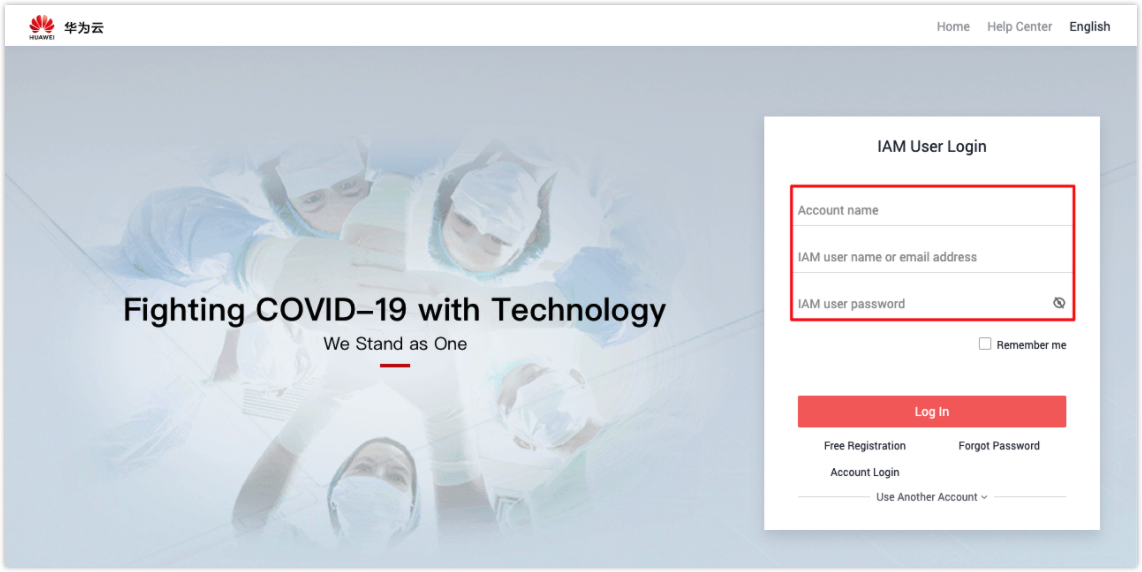 HUAWEI
华为云
Home Help Center English
IAM User Login
Account name
IAM user name or email address
Fighting COVID-19 with Technology
IAM user password
We Stand as One
Remember me
Log In
Free Registration Forgot Password
Account Login
Use Another Account